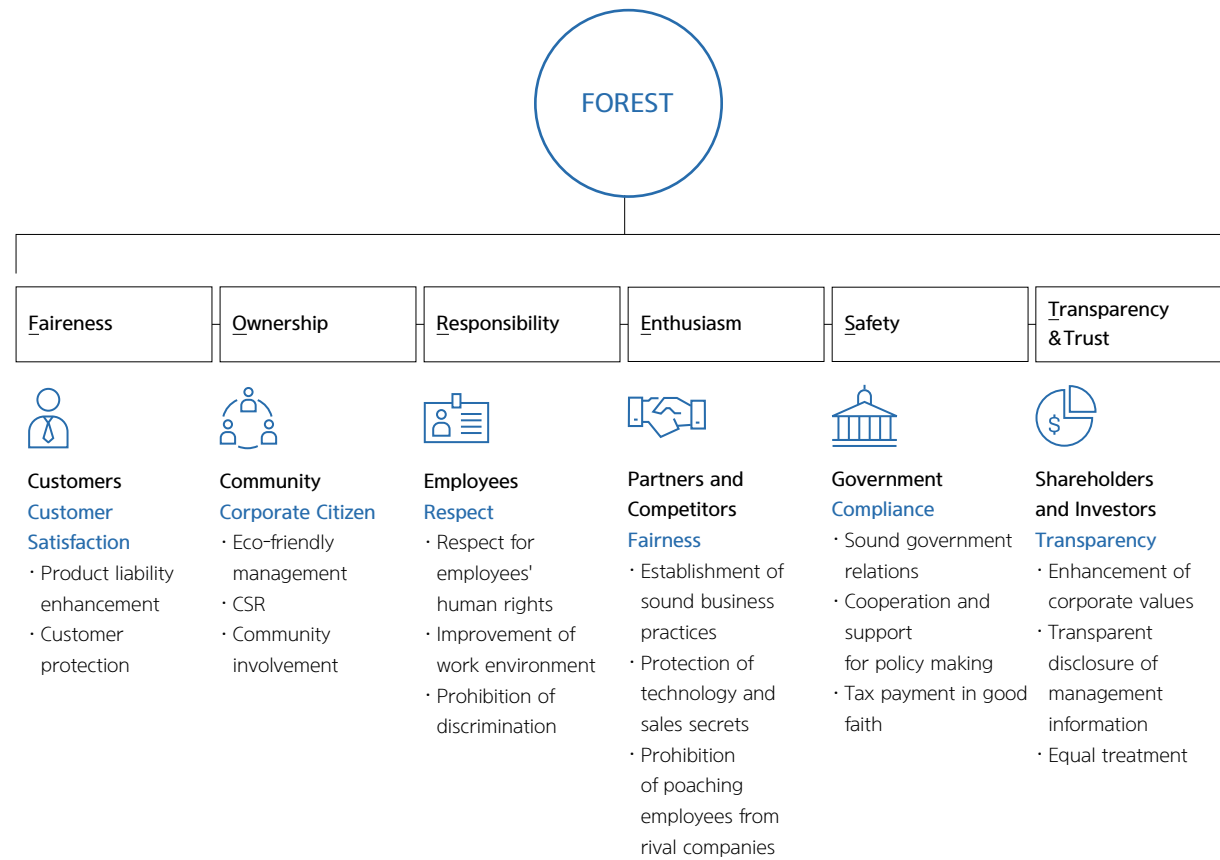 FOREST
Faireness
Ownership
Responsibility
Enthusiasm
Safety
Transparency
& Trust
Customers
Customer
Satisfaction
· Product liability
enhancement
· Customer
protection
Community
Corporate Citizen
· Eco-friendly
management
· CSR
· Community
involvement
Employees
Respect
· Respect for
employees'
human rights
· Improvement of
work environment
· Prohibition of
discrimination
Partners and
Competitors
Fairness
· Establishment of
sound business
practices
· Protection of
technology and
sales secrets
· Prohibition
of poaching
employees from
rival companies
Government
Compliance
· Sound government
relations
· Cooperation and
support
for policy making
· Tax payment in good
faith
$
Shareholders
and Investors
Transparency
· Enhancement of
corporate values
· Transparent
disclosure of
management
information
· Equal treatment